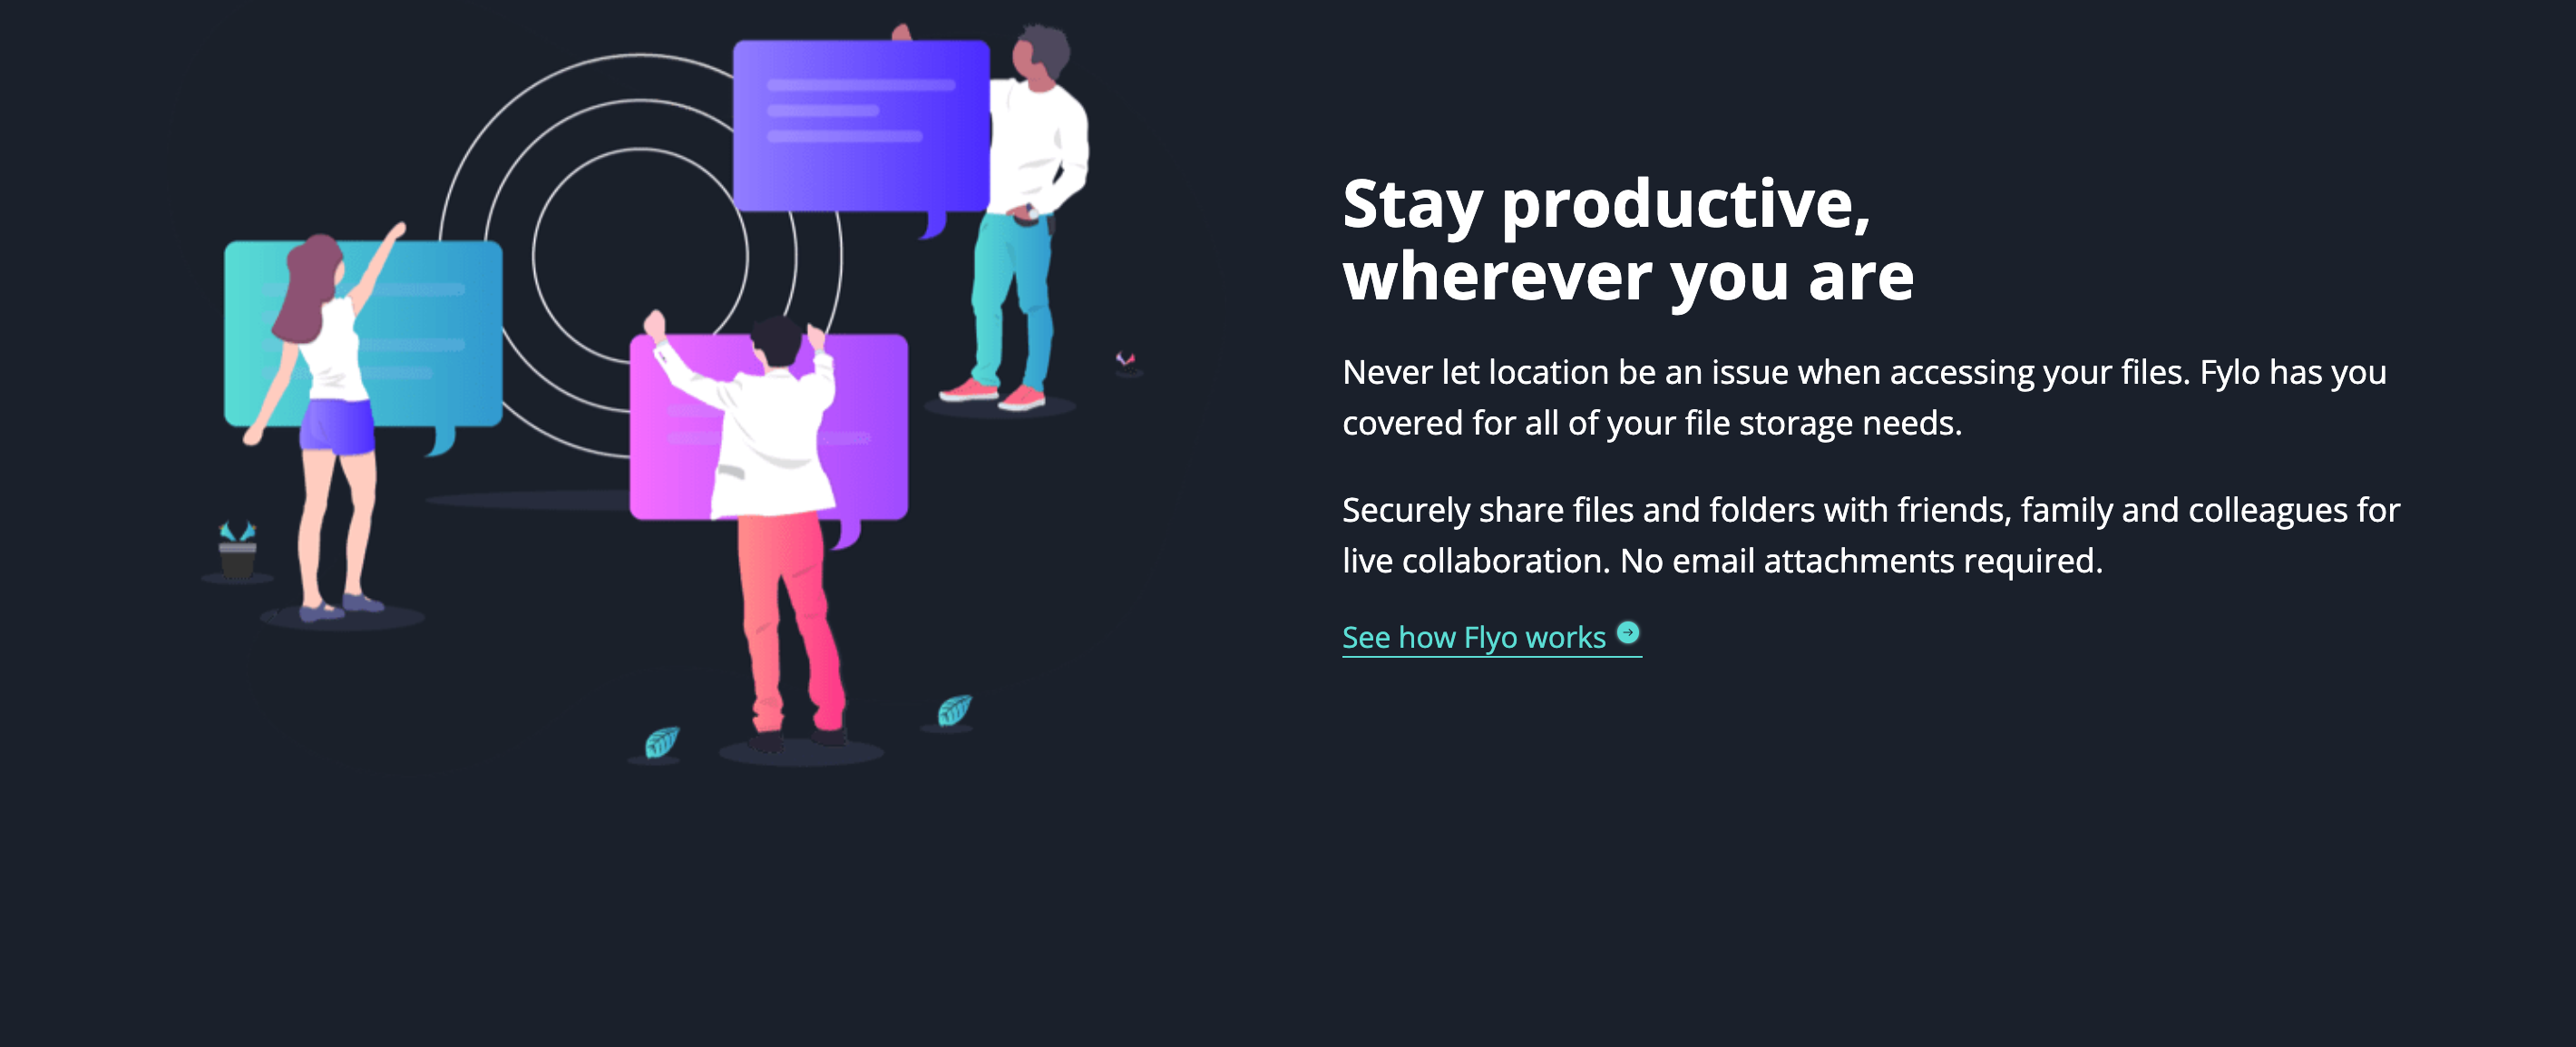 Stay productive,
wherever you are
Never let location be an issue when accessing your files. Fylo has you
covered for all of your file storage needs.
Securely share files and folders with friends, family and colleagues for
live collaboration. No email attachments required.
See how Flyo works